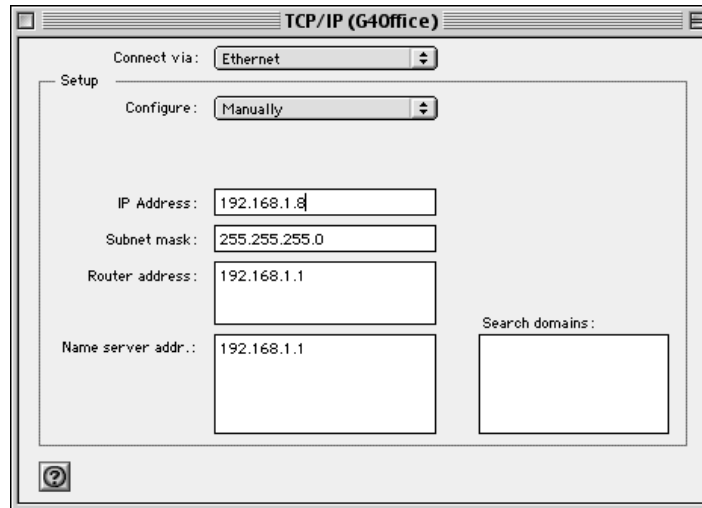 TCP/IP (G4Office)
Connect via: Ethernet
Setup
Configure: Manually
IP Address: 192.168.1.8
Subnet mask: 255.255.255.0
Router address: 192.168.1.1
Search domains:
Name server addr.: 192.168.1.1
?